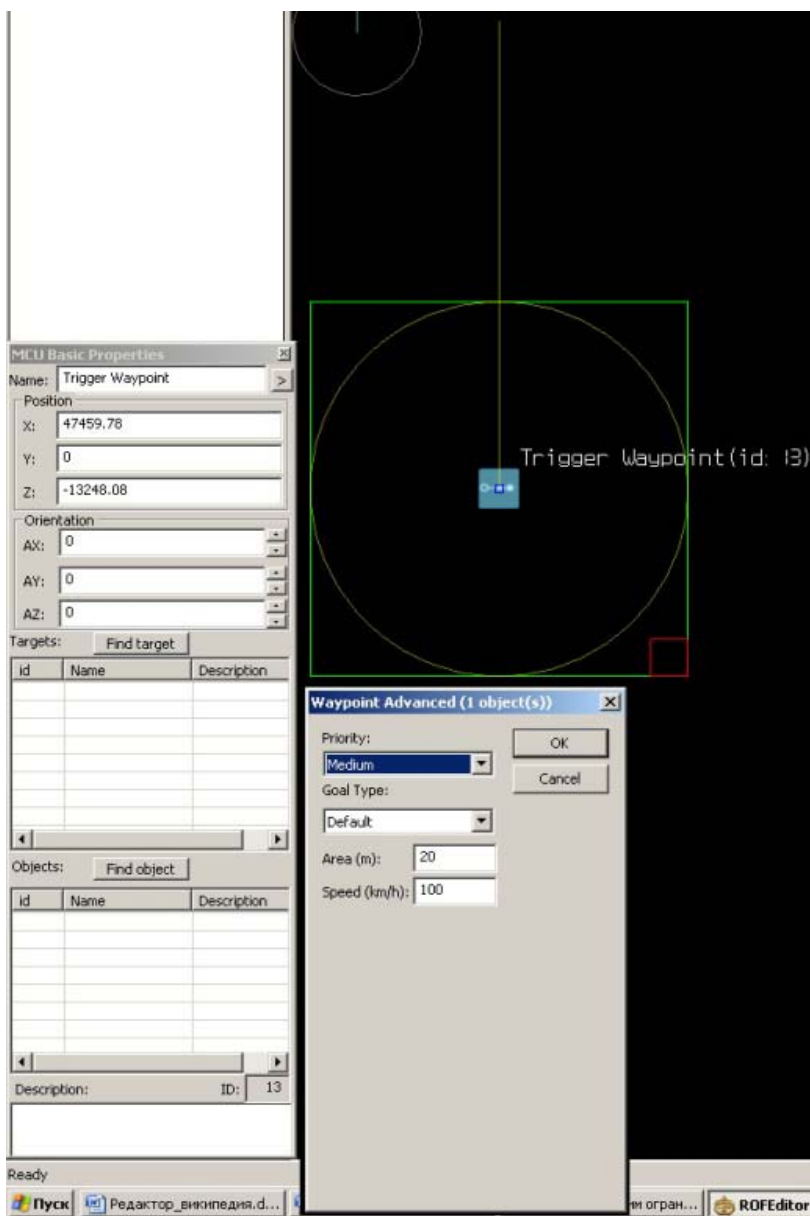 MCU Basic Properties
Name: Trigger Waypoint >
Position
X: 47459.78
Y: 0
Z: -13248.08
Orientation
AX: 0
AY: 0
AZ: 0
Targets: Find target
id Name Description
Objects: Find object
id Name Description
Description: ID: 13
Trigger Waypoint(id: 13)
Waypoint Advanced (1 object(s))
Priority: OK
Medium
Cancel
Goal Type:
Default
Area (m): 20
Speed (km/h): 100
Ready
Пуск Редактор_википедия.d... огран... ROFEditor